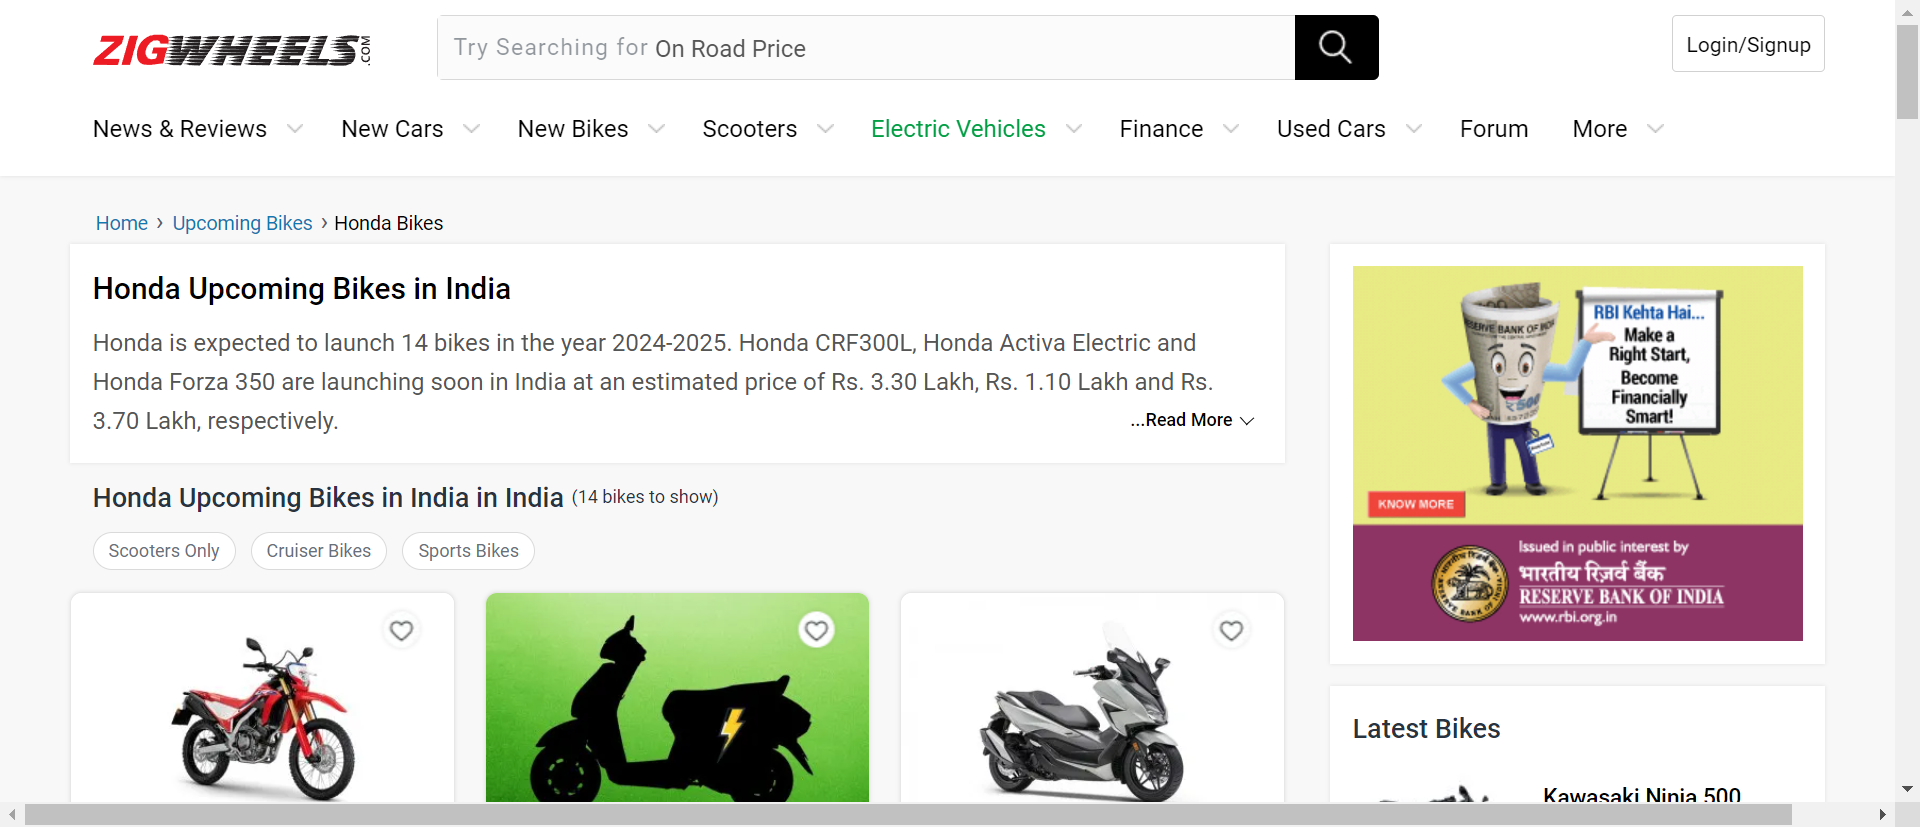 ZIGWHEELS.COM
Try Searching for On Road Price
Login/Signup
News & Reviews
New Cars
New Bikes
Scooters
Electric Vehicles
Finance
Used Cars
Forum
More
Home › Upcoming Bikes › Honda Bikes
Honda Upcoming Bikes in India
Honda is expected to launch 14 bikes in the year 2024-2025. Honda CRF300L, Honda Activa Electric and
Honda Forza 350 are launching soon in India at an estimated price of Rs. 3.30 Lakh, Rs. 1.10 Lakh and Rs.
3.70 Lakh, respectively.
...Read More
Honda Upcoming Bikes in India in India (14 bikes to show)
Scooters Only
Cruiser Bikes
Sports Bikes
RBI Kehta Hai...
Make a
Right Start,
Become
Financially
Smart!
RESERVE BANK OF INDIA
₹500
KNOW MORE
Issued in public interest by
भारतीय रिज़र्व बैंक
RESERVE BANK OF INDIA
www.rbi.org.in
Latest Bikes
Kawasaki Ninja 500